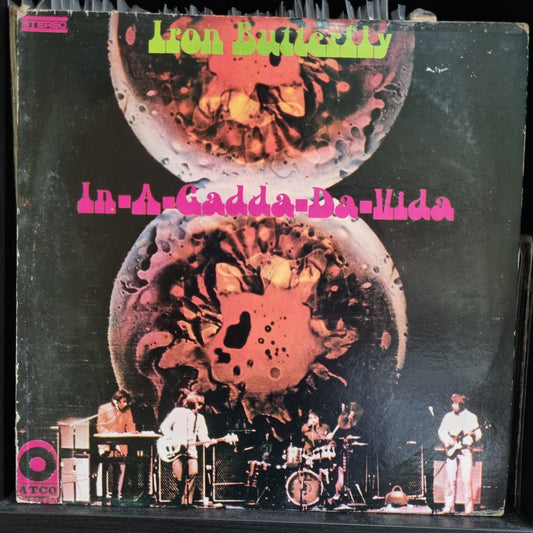 STEREO
Iron Butterfly
In-A-Gadda-Da-Vida
ATCO